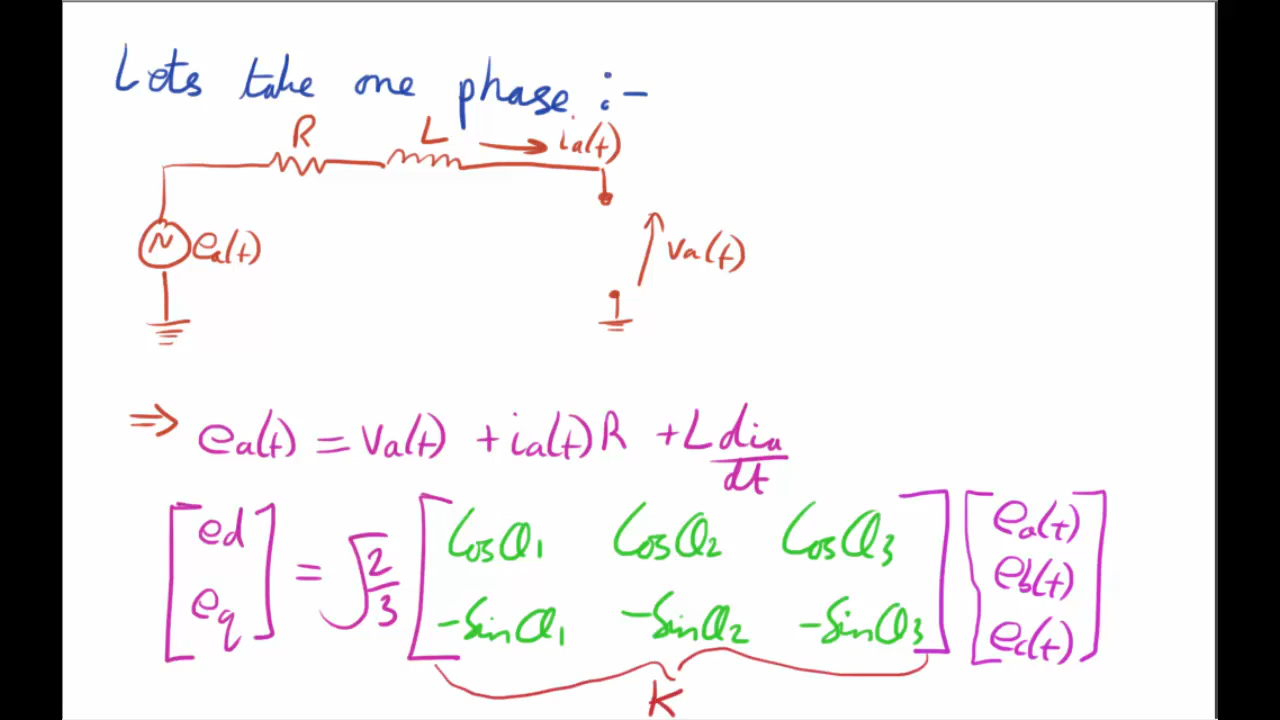 Lets take one phase :-
R L ia(t)
N ea(t) va(t)
⇒ ea(t) = va(t) + ia(t)R + L dia/dt
[ed eq] = √2/3 [Cosθ1 Cosθ2 Cosθ3 -Sinθ1 -Sinθ2 -Sinθ3] [ea(t) eb(t) ec(t)]
K